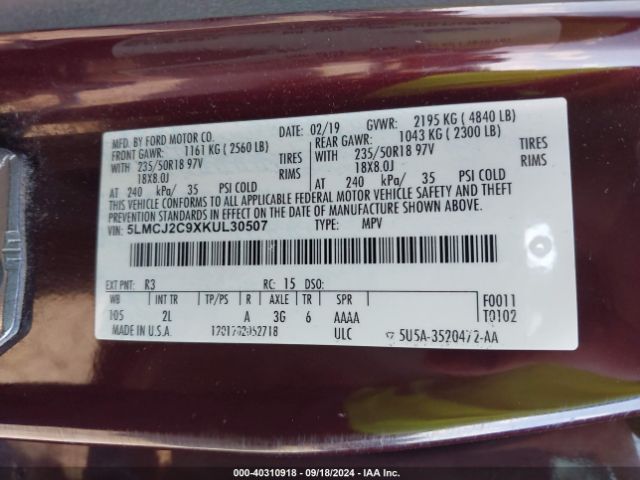 MFD. BY FORD MOTOR CO. DATE: 02/19 GVWR: 2195 KG ( 4840 LB)
FRONT GAWR: 1161 KG ( 2560 LB) REAR GAWR: 1043 KG ( 2300 LB)
WITH 235/50R18 97V TIRES WITH 235/50R18 97V TIRES
18X8.0J RIMS 18X8.0J RIMS
AT 240 kPa/ 35 PSI COLD AT 240 kPa/ 35 PSI COLD
THIS VEHICLE CONFORMS TO ALL APPLICABLE FEDERAL MOTOR VEHICLE SAFETY AND THEFT
PREVENTION STANDARDS IN EFFECT ON THE DATE OF MANUFACTURE SHOWN ABOVE.
VIN: 5LMCJ2C9XKUL30507 TYPE: MPV
EXT PNT: R3 RC: 15 DSO:
WB INT TR TP/PS R AXLE TR SPR F0011
105 2L A 3G 6 AAAA T0102
MADE IN U.S.A. ULC 5U5A-3520472-AA
000-40310918 - 09/18/2024 - IAA Inc.